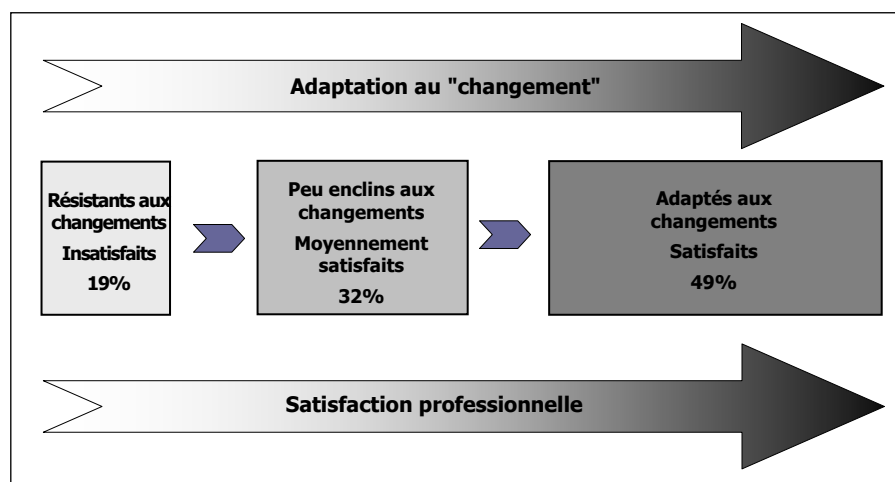 Adaptation au "changement"
Résistants aux
changements
Insatisfaits
19%
Peu enclins aux
changements
Moyennement
satisfaits
32%
Adaptés aux
changements
Satisfaits
49%
Satisfaction professionnelle